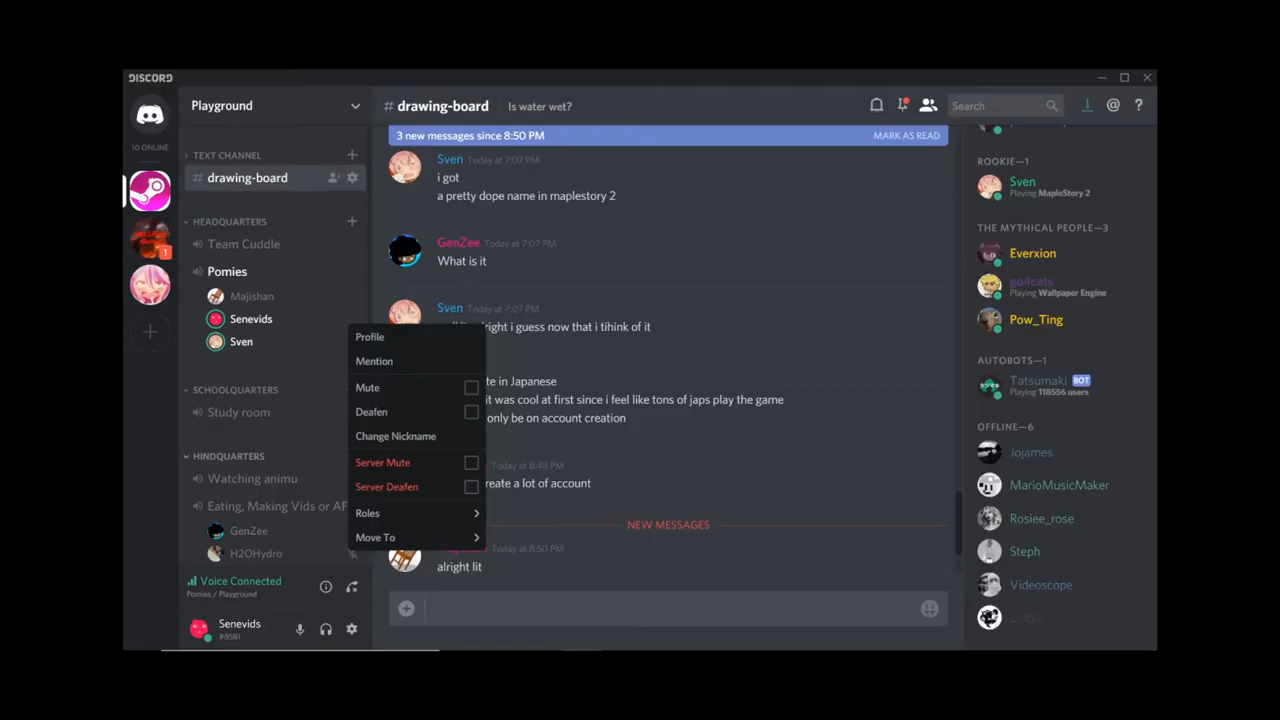 DISCORD
10 ONLINE
1
Playground
TEXT CHANNEL
# drawing-board
HEADQUARTERS
Team Cuddle
Pomies
Majishan
Senevids
Sven
SCHOOLQUARTERS
Study room
HINDQUARTERS
Watching animu
Eating, Making Vids or AF
GenZee
H2OHydro
Voice Connected
Pomies / Playground
Senevids
#8581
Profile
Mention
Mute
Deafen
Change Nickname
Server Mute
Server Deafen
Roles
Move To
# drawing-board Is water wet?
Search
3 new messages since 8:50 PM MARK AS READ
Sven Today at 7:07 PM
i got
a pretty dope name in maplestory 2
GenZee Today at 7:07 PM
What is it
Sven Today at 7:07 PM
right i guess now that i tihink of it
te in Japanese
it was cool at first since i feel like tons of japs play the game
only be on account creation
Today at 8:48 PM
reate a lot of account
NEW MESSAGES
Today at 8:50 PM
alright lit
ROOKIE—1
Sven
Playing MapleStory 2
THE MYTHICAL PEOPLE—3
Everxion
go4cats
Playing Wallpaper Engine
Pow_Ting
AUTOBOTS—1
Tatsumaki BOT
Playing 118556 users
OFFLINE—6
Jojames
MarioMusicMaker
Rosiee_rose
Steph
Videoscope